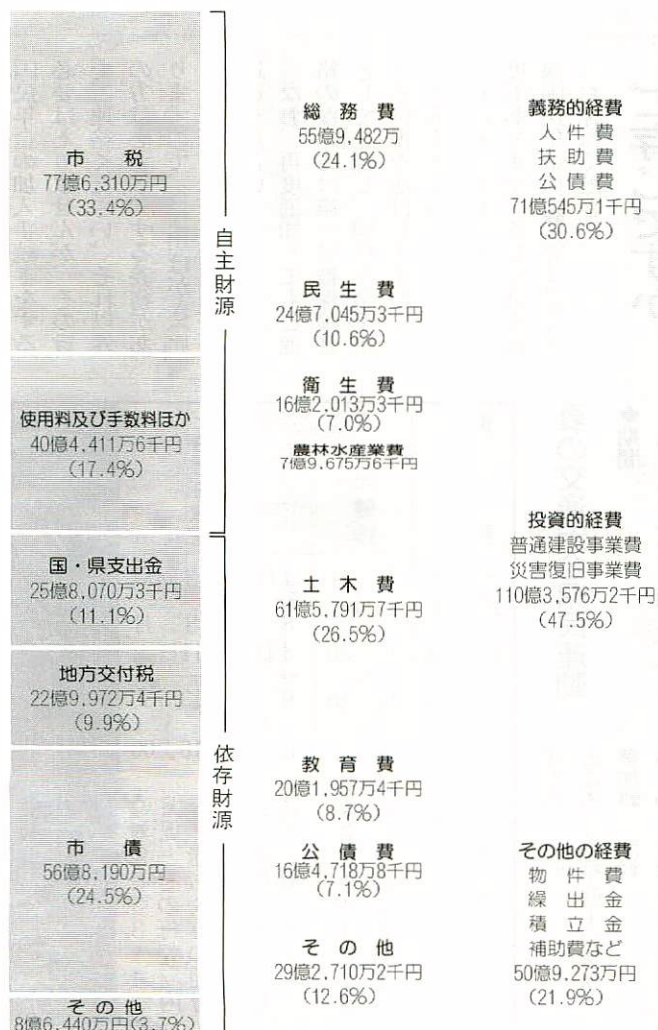 市 税
77億6,310万円
(33.4%)
使用料及び手数料ほか
40億4,411万6千円
(17.4%)
自主財源
国・県支出金
25億8,070万3千円
(11.1%)
地方交付税
22億9,972万4千円
(9.9%)
市 債
56億8,190万円
(24.5%)
その他
8億6,440万円(3.7%)
依存財源
総務費
55億9,482万
(24.1%)
民生費
24億7,045万3千円
(10.6%)
衛生費
16億2,013万3千円
(7.0%)
農林水産業費
7億9,675万6千円
土木費
61億5,791万7千円
(26.5%)
教育費
20億1,957万4千円
(8.7%)
公債費
16億4,718万8千円
(7.1%)
その他
29億2,710万2千円
(12.6%)
義務的経費
人件費
扶助費
公債費
71億545万1千円
(30.6%)
投資的経費
普通建設事業費
災害復旧事業費
110億3,576万2千円
(47.5%)
その他の経費
物件費
繰出金
積立金
補助費など
50億9,273万円
(21.9%)